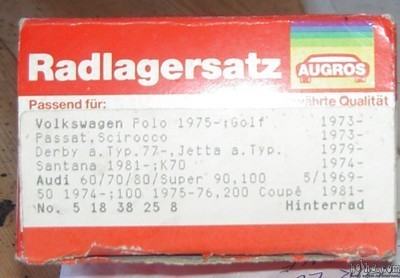 Radlagersatz
AUGROS
Passend für: währte Qualität
Volkswagen Polo 1975-;Golf 1973-
Passat,Scirocco 1973-
Derby a.Typ.77-,Jetta a.Typ. 1979-
Santana 1981-;K70 1974-
Audi 60/70/80/Super 90,100 5/1969-
50 1974-;100 1975-76,200 Coupé 1981-
No. 5 18 38 25 8 Hinterrad